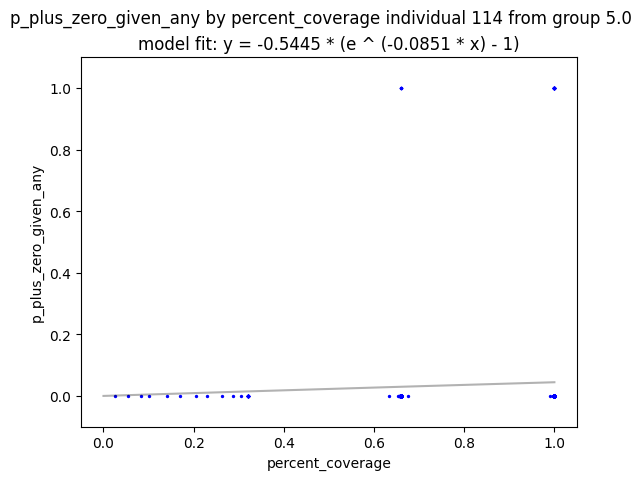 p_plus_zero_given_any by percent_coverage individual 114 from group 5.0
model fit: y = -0.5445 * (e ^ (-0.0851 * x) - 1)
1.0
0.8
0.6
0.4
0.2
0.0
p_plus_zero_given_any
0.0 0.2 0.4 0.6 0.8 1.0
percent_coverage